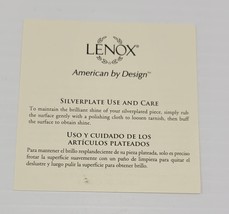 LENOX®
American by Design™
SILVERPLATE USE AND CARE
To maintain the brilliant shine of your silverplated piece, simply rub
the surface gently with a polishing cloth to loosen tarnish, then buff
the surface to obtain shine.
USO Y CUIDADO DE LOS
ARTÍCULOS PLATEADOS
Para mantener el brillo resplandeciente de su pieza plateada, solo es preciso
frotar la superficie suavemente con un paño de limpieza para quitar el
deslustre y luego pulir la superficie para obtener brillo.